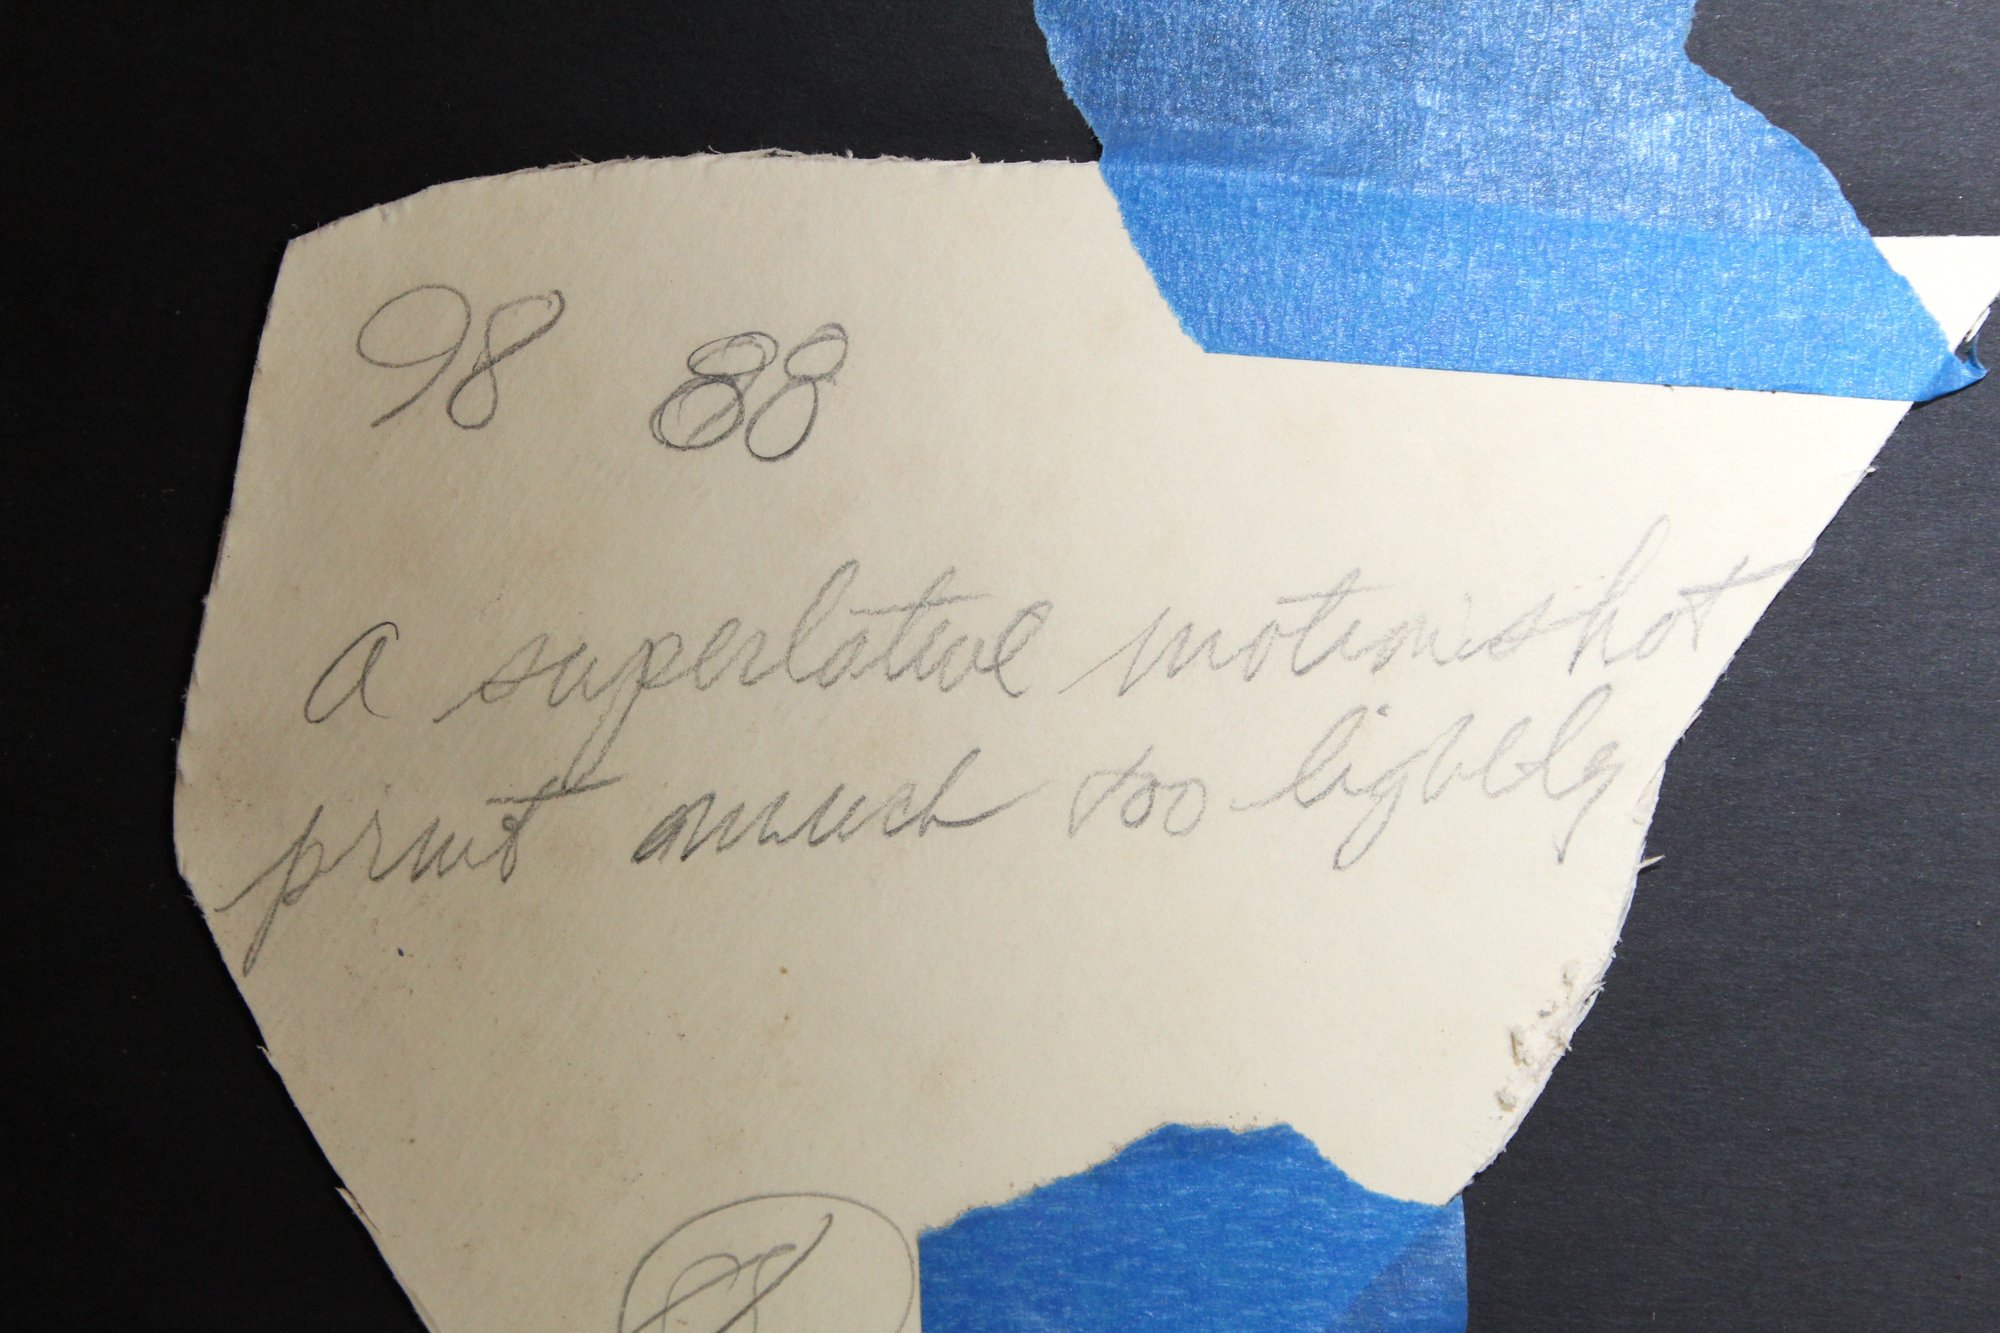 98 88
a superlative motion shot
print much too lightly